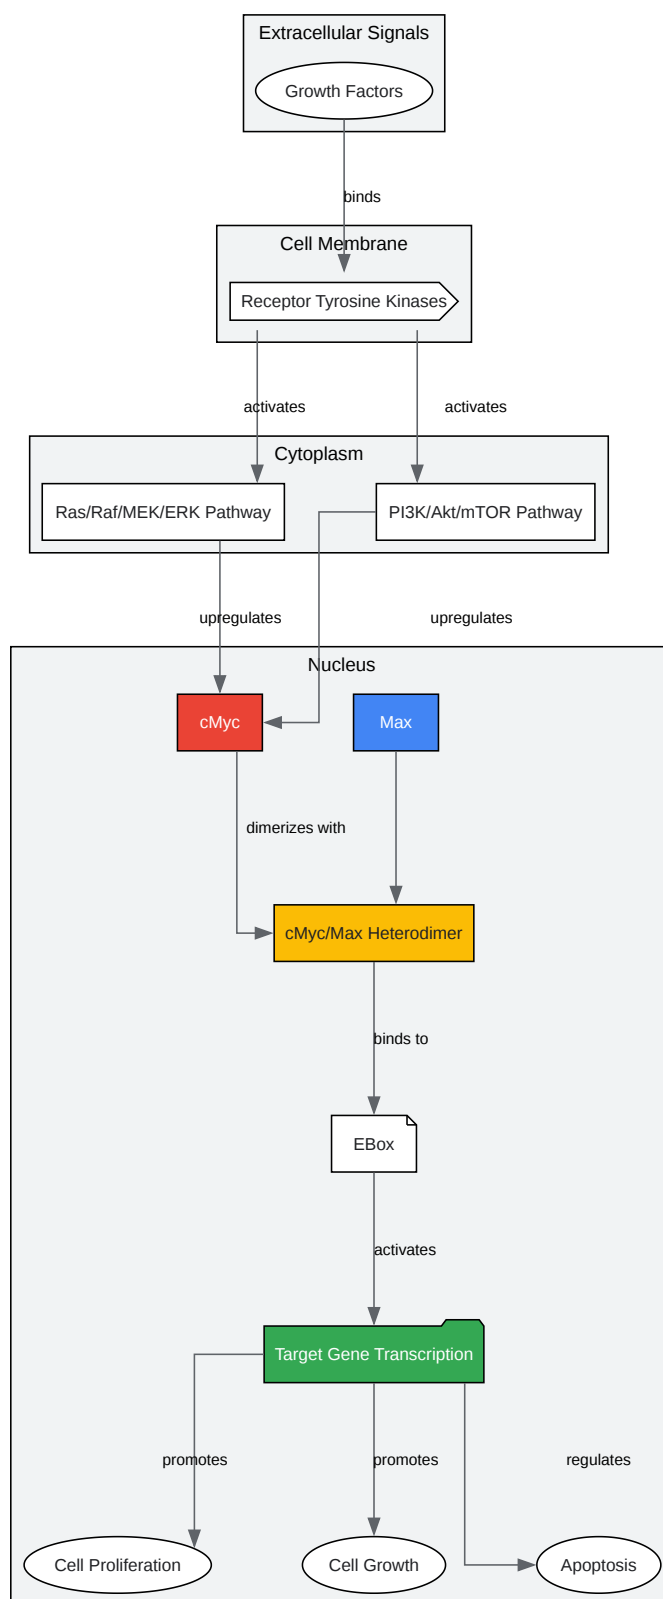 Extracellular Signals
Growth Factors
binds
Cell Membrane
Receptor Tyrosine Kinases
activates
activates
Cytoplasm
Ras/Raf/MEK/ERK Pathway
PI3K/Akt/mTOR Pathway
upregulates
upregulates
Nucleus
cMyc
Max
dimerizes with
cMyc/Max Heterodimer
binds to
EBox
activates
Target Gene Transcription
promotes
promotes
regulates
Cell Proliferation
Cell Growth
Apoptosis